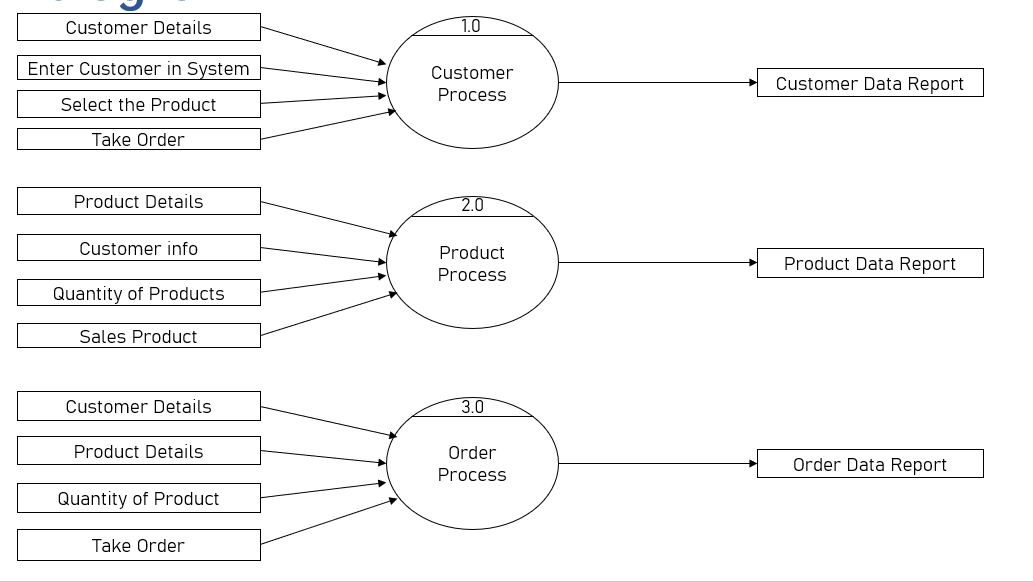 Customer Details
Enter Customer in System
Select the Product
Take Order
1.0
Customer
Process
Customer Data Report
Product Details
Customer info
Quantity of Products
Sales Product
2.0
Product
Process
Product Data Report
Customer Details
Product Details
Quantity of Product
Take Order
3.0
Order
Process
Order Data Report